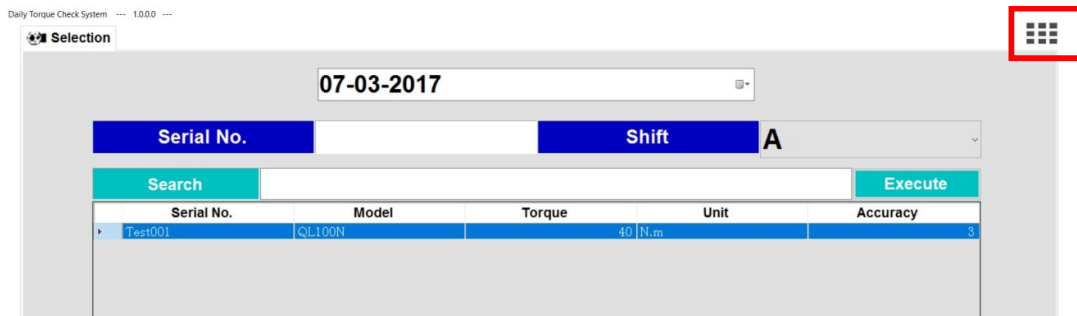 Daily Torque Check System --- 1.0.0.0 ---
Selection
07-03-2017
Serial No. Shift A
Search Execute
Serial No. Model Torque Unit Accuracy
Test001 QL100N 40 N.m 3